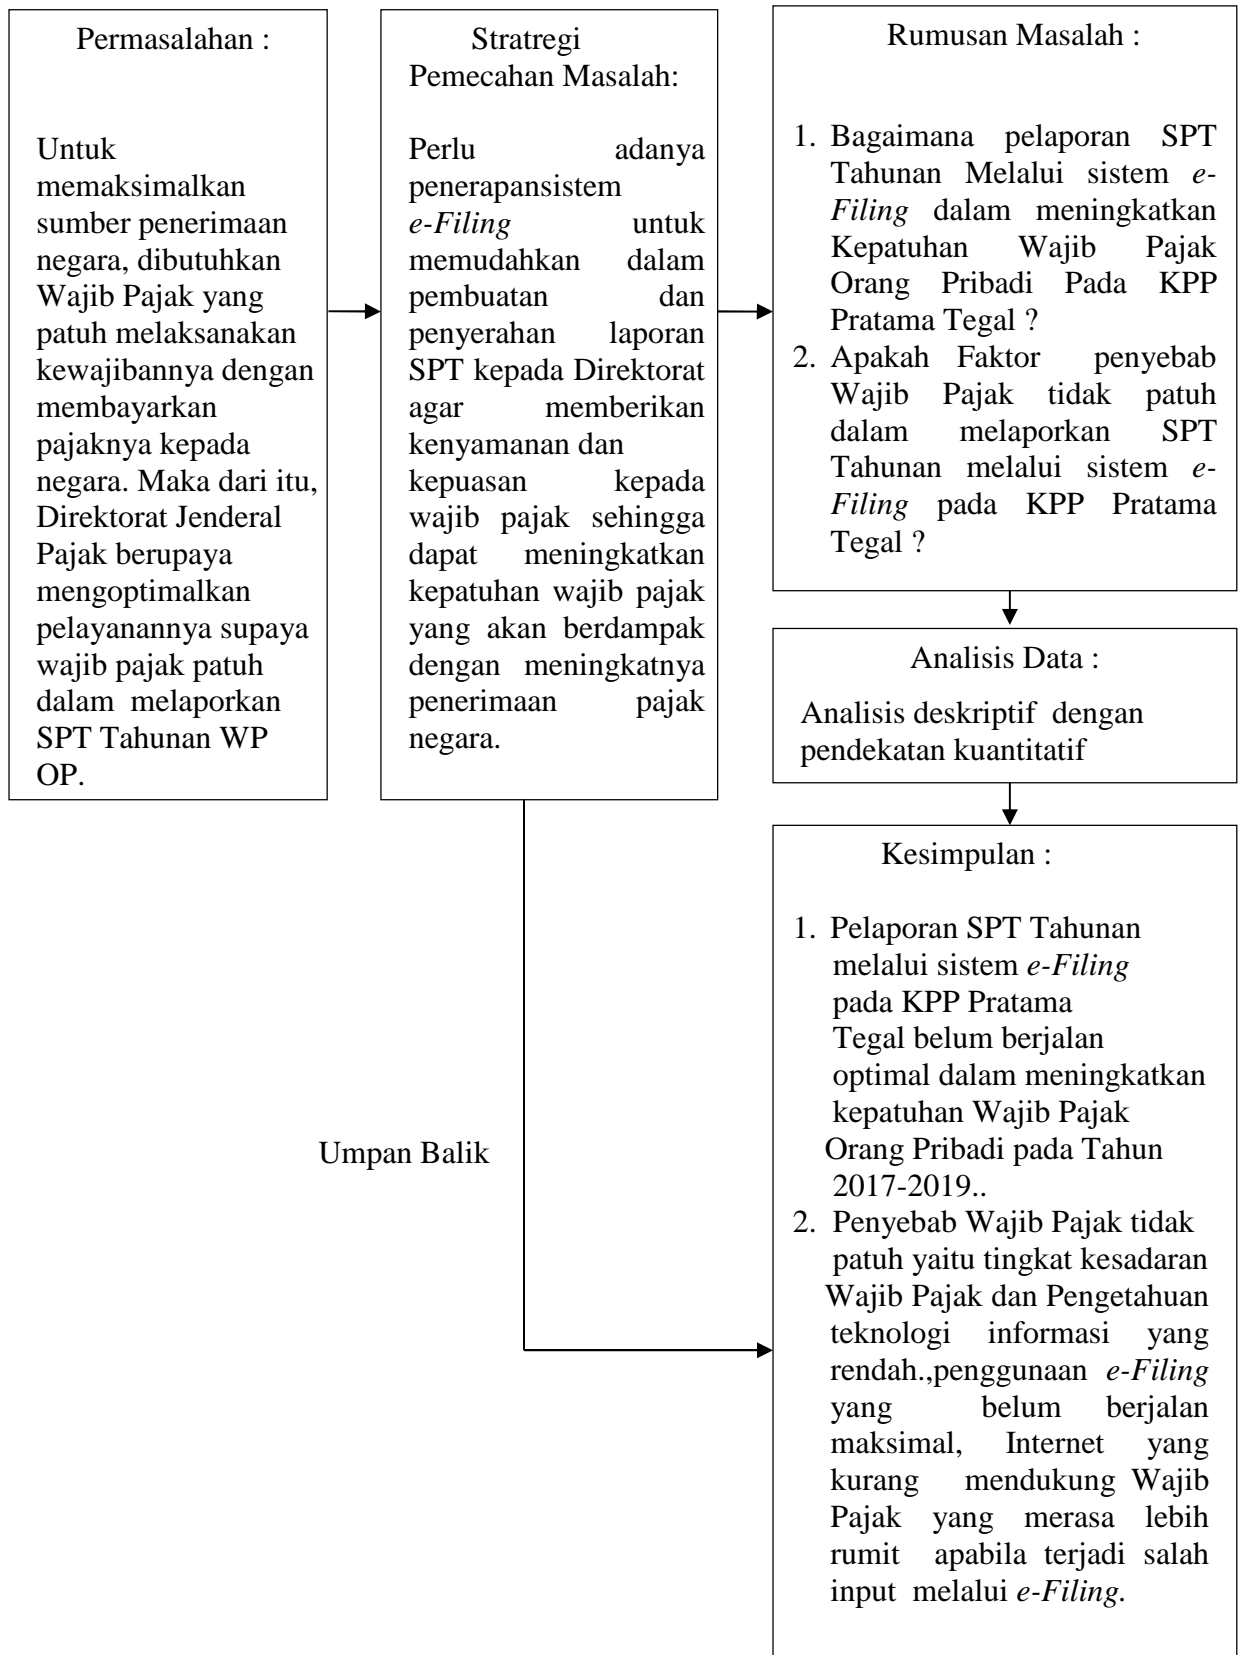 Permasalahan :
Untuk
memaksimalkan
sumber penerimaan
negara, dibutuhkan
Wajib Pajak yang
patuh melaksanakan
kewajibannya dengan
membayarkan
pajaknya kepada
negara. Maka dari itu,
Direktorat Jenderal
Pajak berupaya
mengoptimalkan
pelayanannya supaya
wajib pajak patuh
dalam melaporkan
SPT Tahunan WP
OP.
Stratregi
Pemecahan Masalah:
Perlu adanya
penerapansistem
e-Filing untuk
memudahkan dalam
pembuatan dan
penyerahan laporan
SPT kepada Direktorat
agar memberikan
kenyamanan dan
kepuasan kepada
wajib pajak sehingga
dapat meningkatkan
kepatuhan wajib pajak
yang akan berdampak
dengan meningkatnya
penerimaan pajak
negara.
Rumusan Masalah :
1. Bagaimana pelaporan SPT
Tahunan Melalui sistem e-
Filing dalam meningkatkan
Kepatuhan Wajib Pajak
Orang Pribadi Pada KPP
Pratama Tegal ?
2. Apakah Faktor penyebab
Wajib Pajak tidak patuh
dalam melaporkan SPT
Tahunan melalui sistem e-
Filing pada KPP Pratama
Tegal ?
Analisis Data :
Analisis deskriptif dengan
pendekatan kuantitatif
Umpan Balik
Kesimpulan :
1. Pelaporan SPT Tahunan
melalui sistem e-Filing
pada KPP Pratama
Tegal belum berjalan
optimal dalam meningkatkan
kepatuhan Wajib Pajak
Orang Pribadi pada Tahun
2017-2019..
2. Penyebab Wajib Pajak tidak
patuh yaitu tingkat kesadaran
Wajib Pajak dan Pengetahuan
teknologi informasi yang
rendah.,penggunaan e-Filing
yang belum berjalan
maksimal, Internet yang
kurang mendukung Wajib
Pajak yang merasa lebih
rumit apabila terjadi salah
input melalui e-Filing.